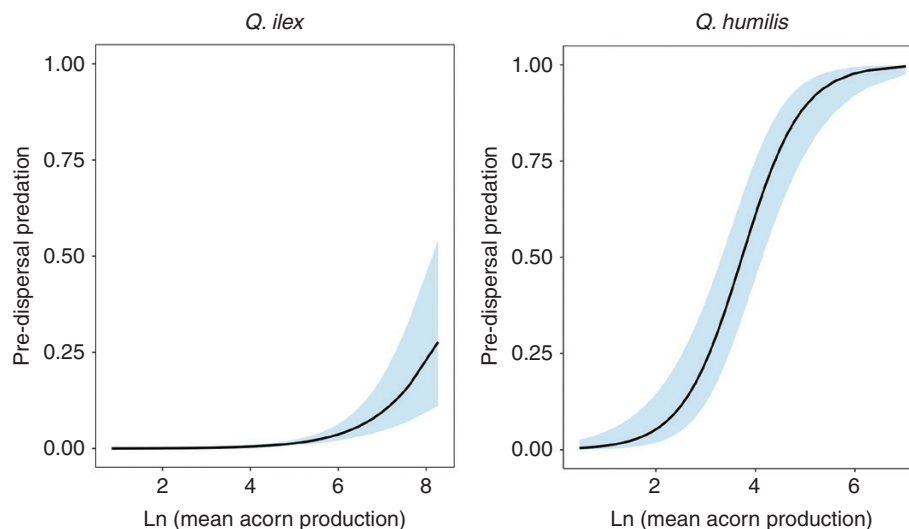 Q. ilex
1.00
0.75
0.50
0.25
0.00
Pre-dispersal predation
2 4 6 8
Ln (mean acorn production)
Q. humilis
1.00
0.75
0.50
0.25
0.00
Pre-dispersal predation
2 4 6
Ln (mean acorn production)